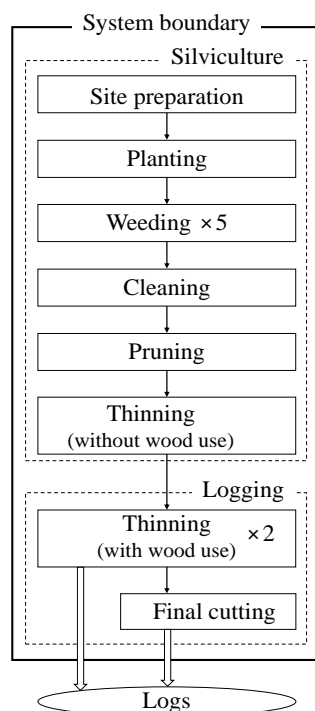 System boundary
Silviculture
Site preparation
Planting
Weeding ×5
Cleaning
Pruning
Thinning
(without wood use)
Logging
Thinning ×2
(with wood use)
Final cutting
Logs